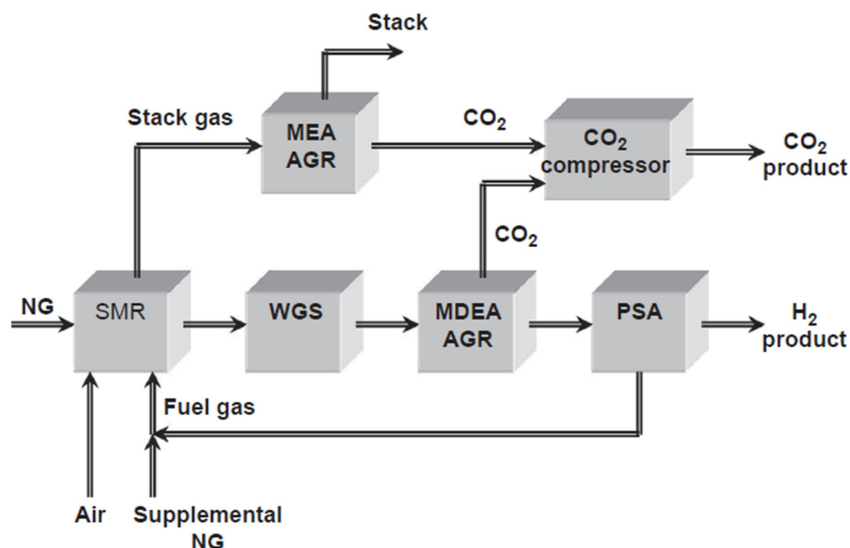 Stack
Stack gas
MEA
AGR
CO₂
CO₂
compressor
CO₂
product
CO₂
NG
SMR
WGS
MDEA
AGR
PSA
H₂
product
Fuel gas
Air
Supplemental
NG